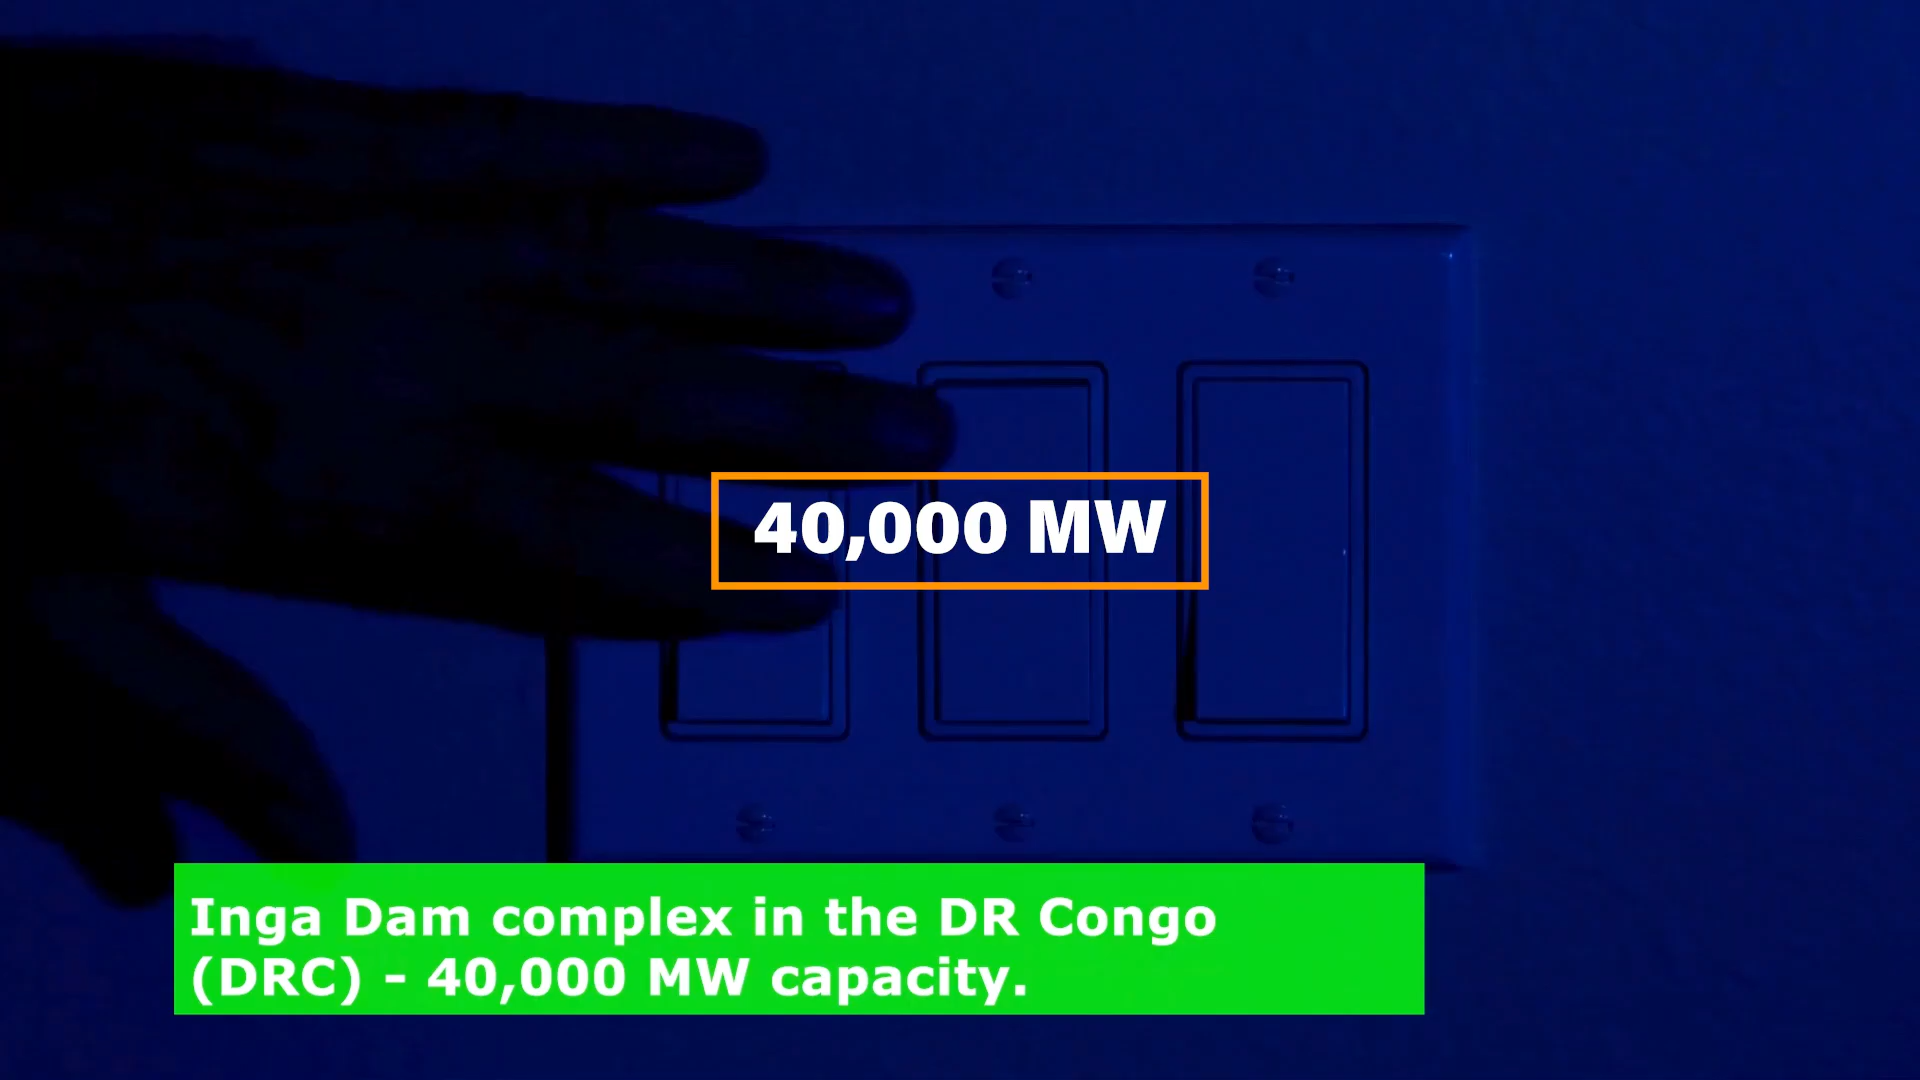 40,000 MW
Inga Dam complex in the DR Congo
(DRC) - 40,000 MW capacity.